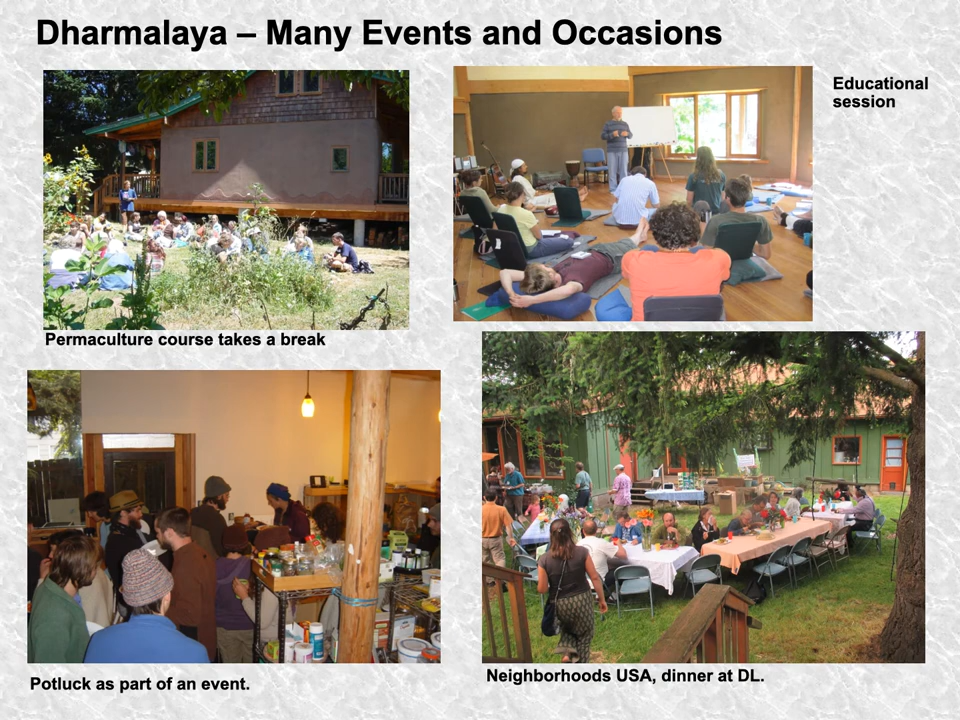 Dharmalaya – Many Events and Occasions
Educational
session
Permaculture course takes a break
Potluck as part of an event.
Neighborhoods USA, dinner at DL.